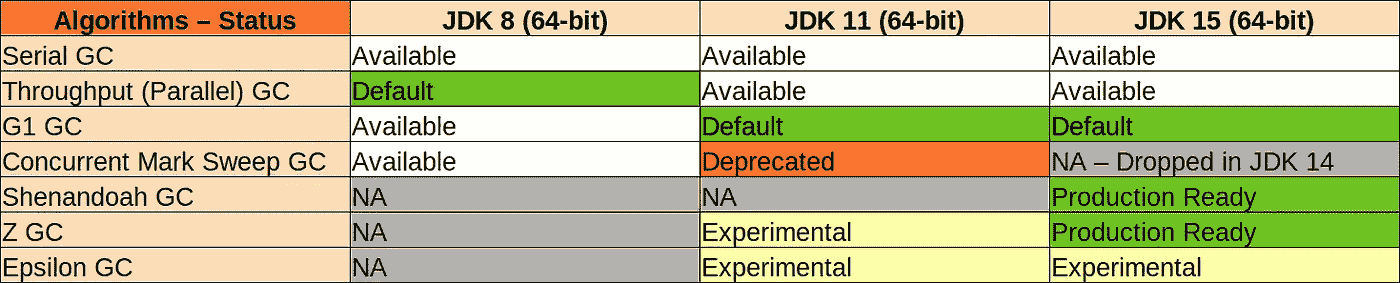 Algorithms – Status JDK 8 (64-bit) JDK 11 (64-bit) JDK 15 (64-bit)
Serial GC Available Available Available
Throughput (Parallel) GC Default Available Available
G1 GC Available Default Default
Concurrent Mark Sweep GC Available Deprecated NA – Dropped in JDK 14
Shenandoah GC NA NA Production Ready
Z GC NA Experimental Production Ready
Epsilon GC NA Experimental Experimental